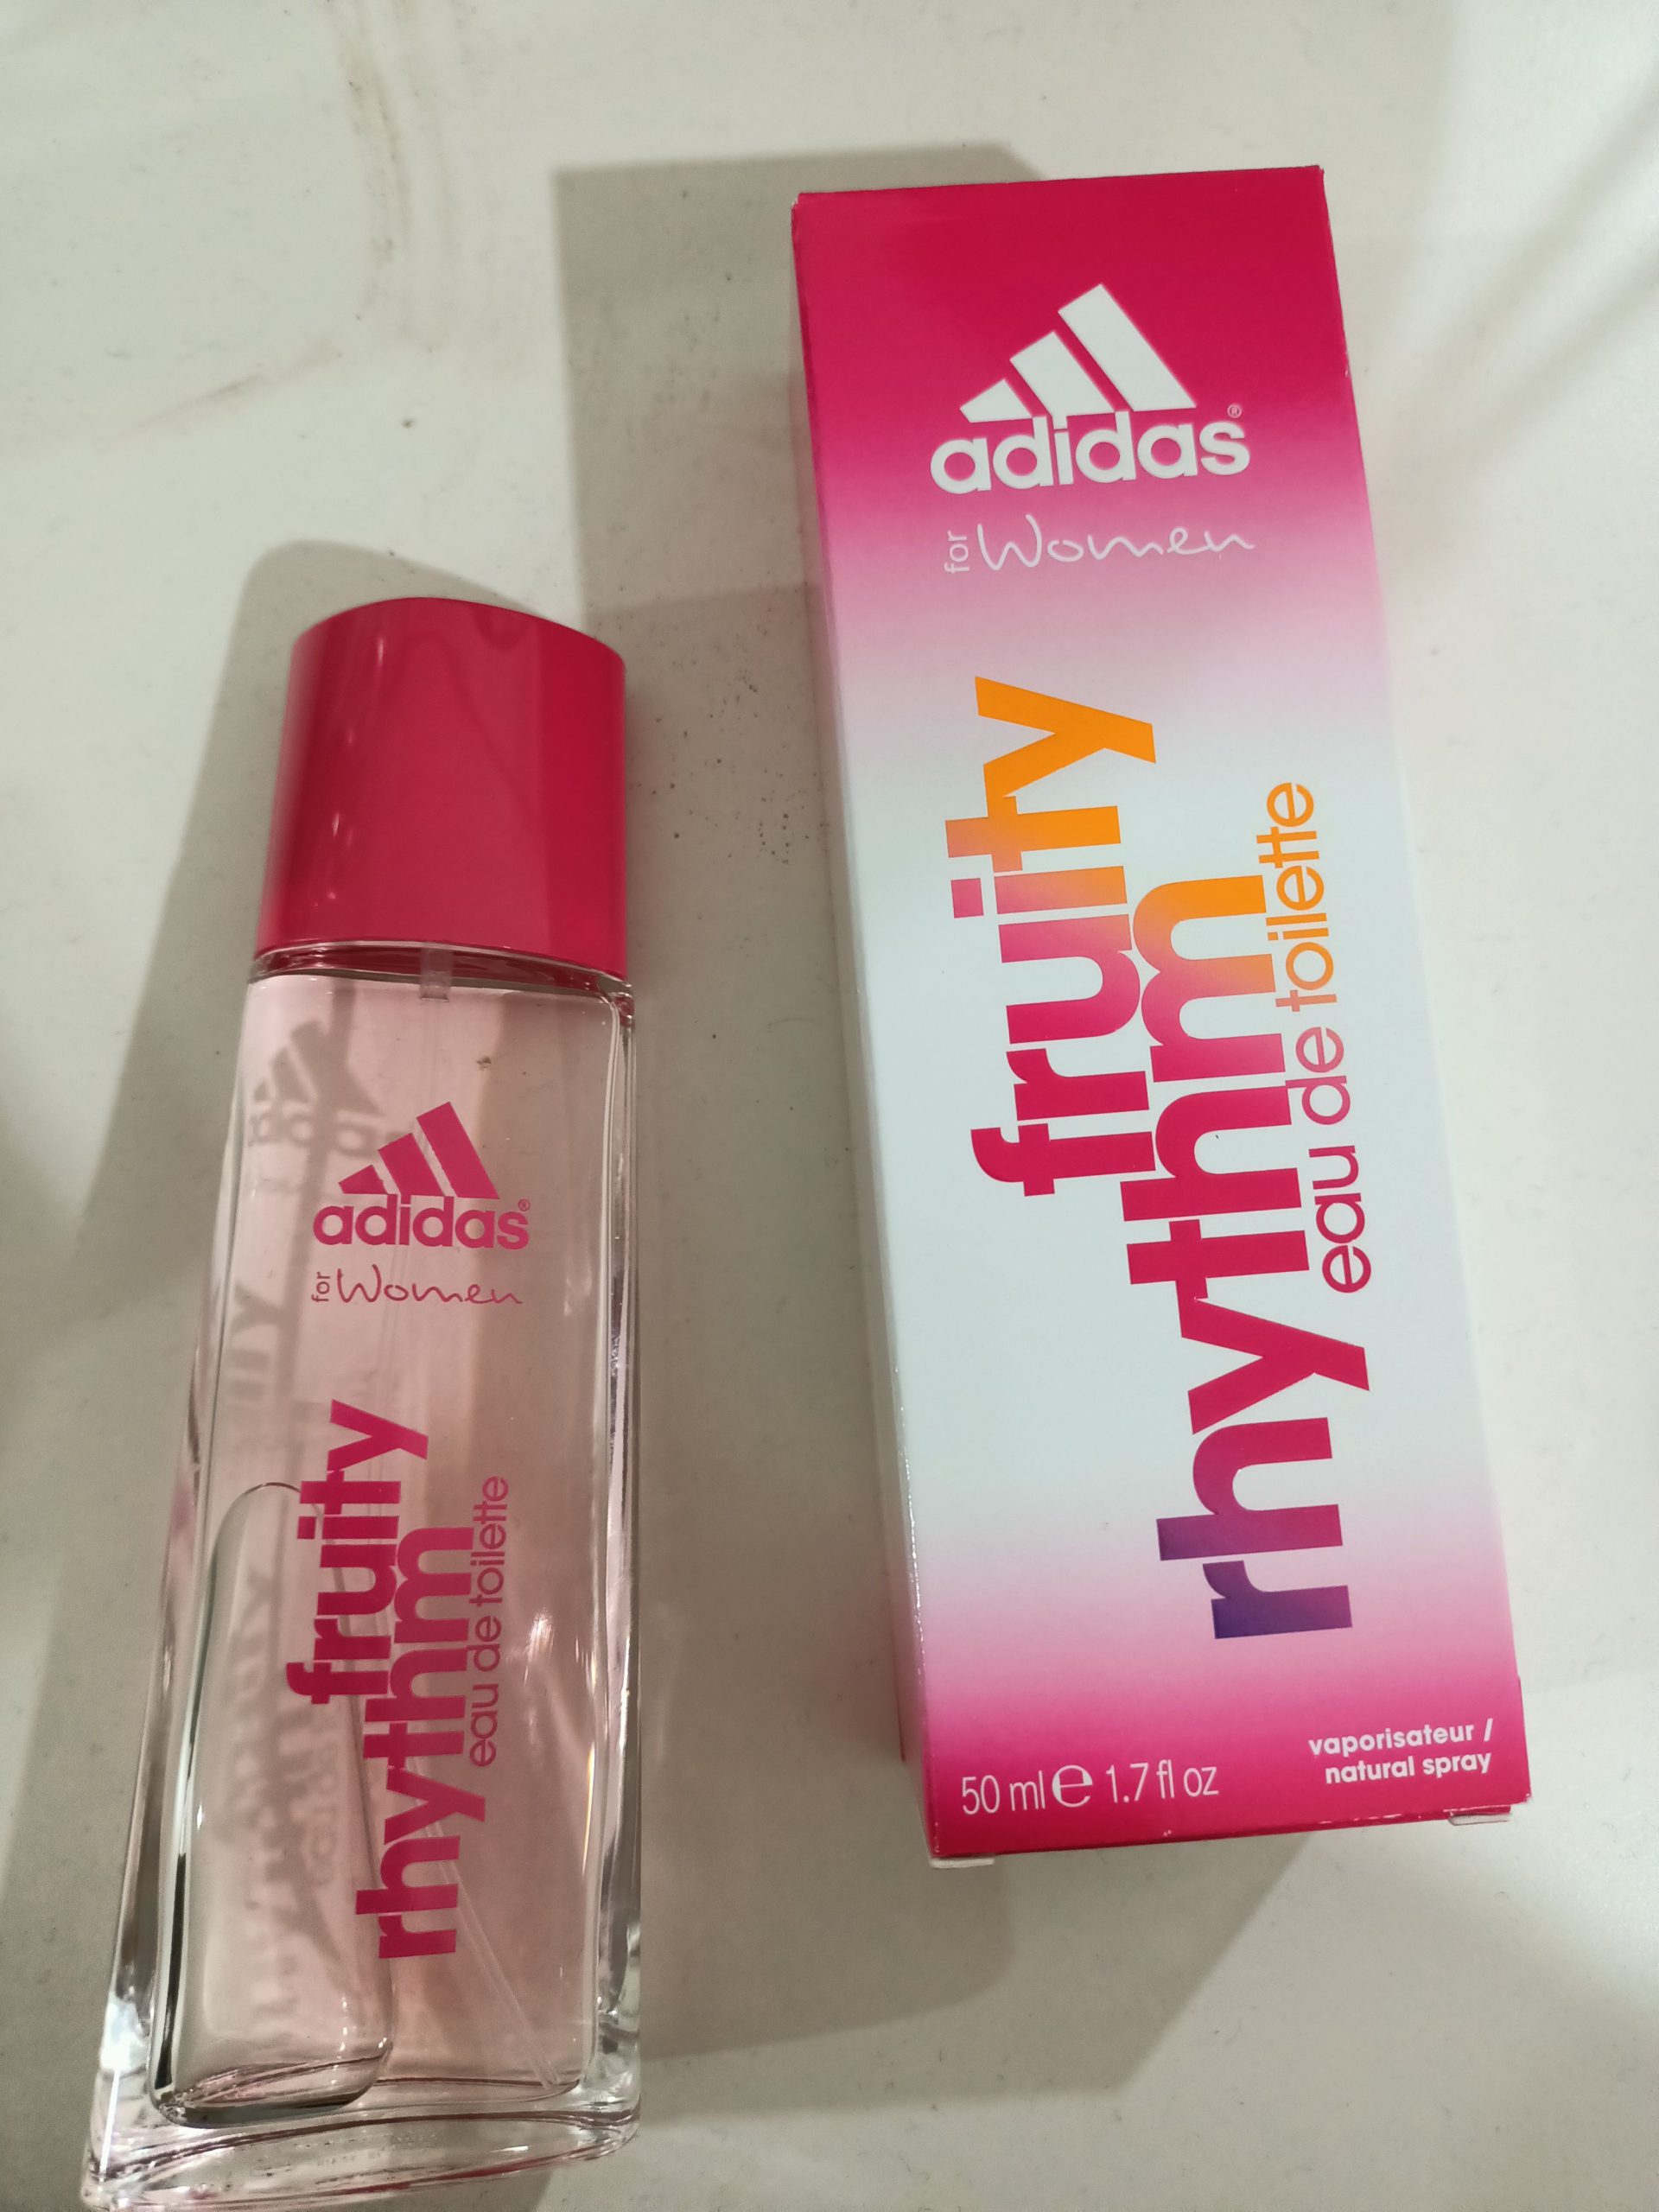 adidas®
for Women
fruity
rhythm
eau de toilette
adidas®
for Women
fruity
rhythm
eau de toilette
50 ml ℮ 1.7 fl oz
vaporisateur /
natural spray